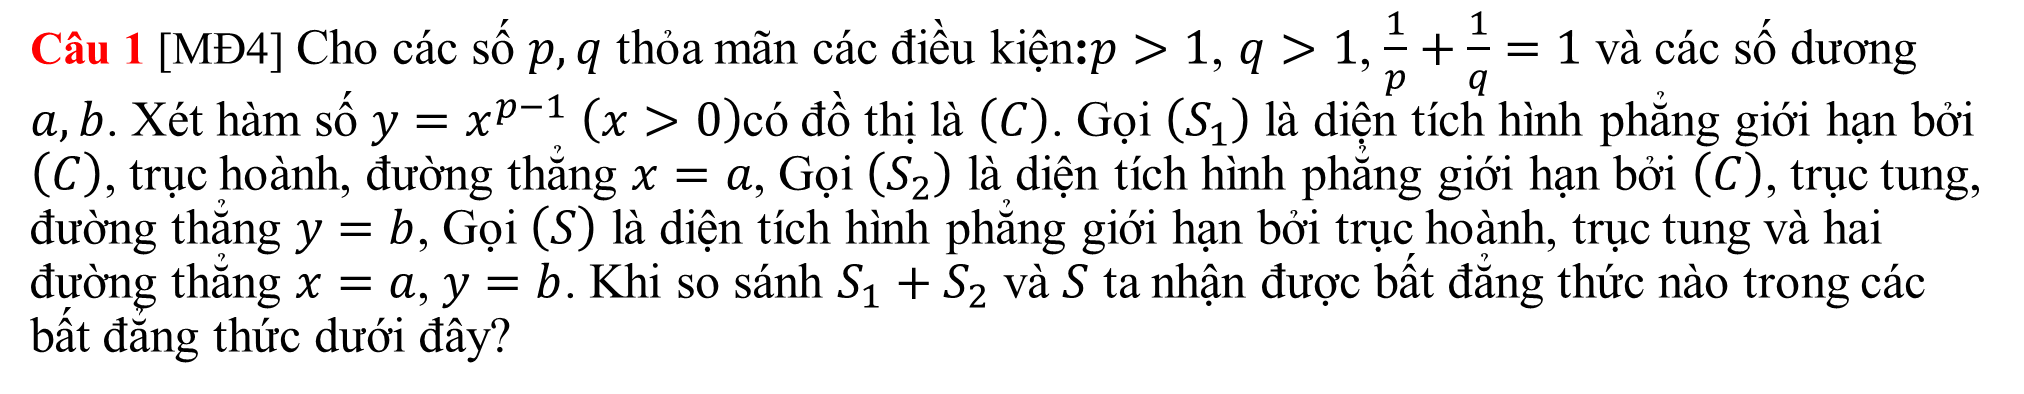 Câu 1 [MĐ4] Cho các số p, q thỏa mãn các điều kiện:p > 1, q > 1, 1/p + 1/q = 1 và các số dương
a, b. Xét hàm số y = x^{p−1} (x > 0)có đồ thị là (C). Gọi (S₁) là diện tích hình phẳng giới hạn bởi
(C), trục hoành, đường thẳng x = a, Gọi (S₂) là diện tích hình phẳng giới hạn bởi (C), trục tung,
đường thẳng y = b, Gọi (S) là diện tích hình phẳng giới hạn bởi trục hoành, trục tung và hai
đường thẳng x = a, y = b. Khi so sánh S₁ + S₂ và S ta nhận được bất đẳng thức nào trong các
bất đẳng thức dưới đây?